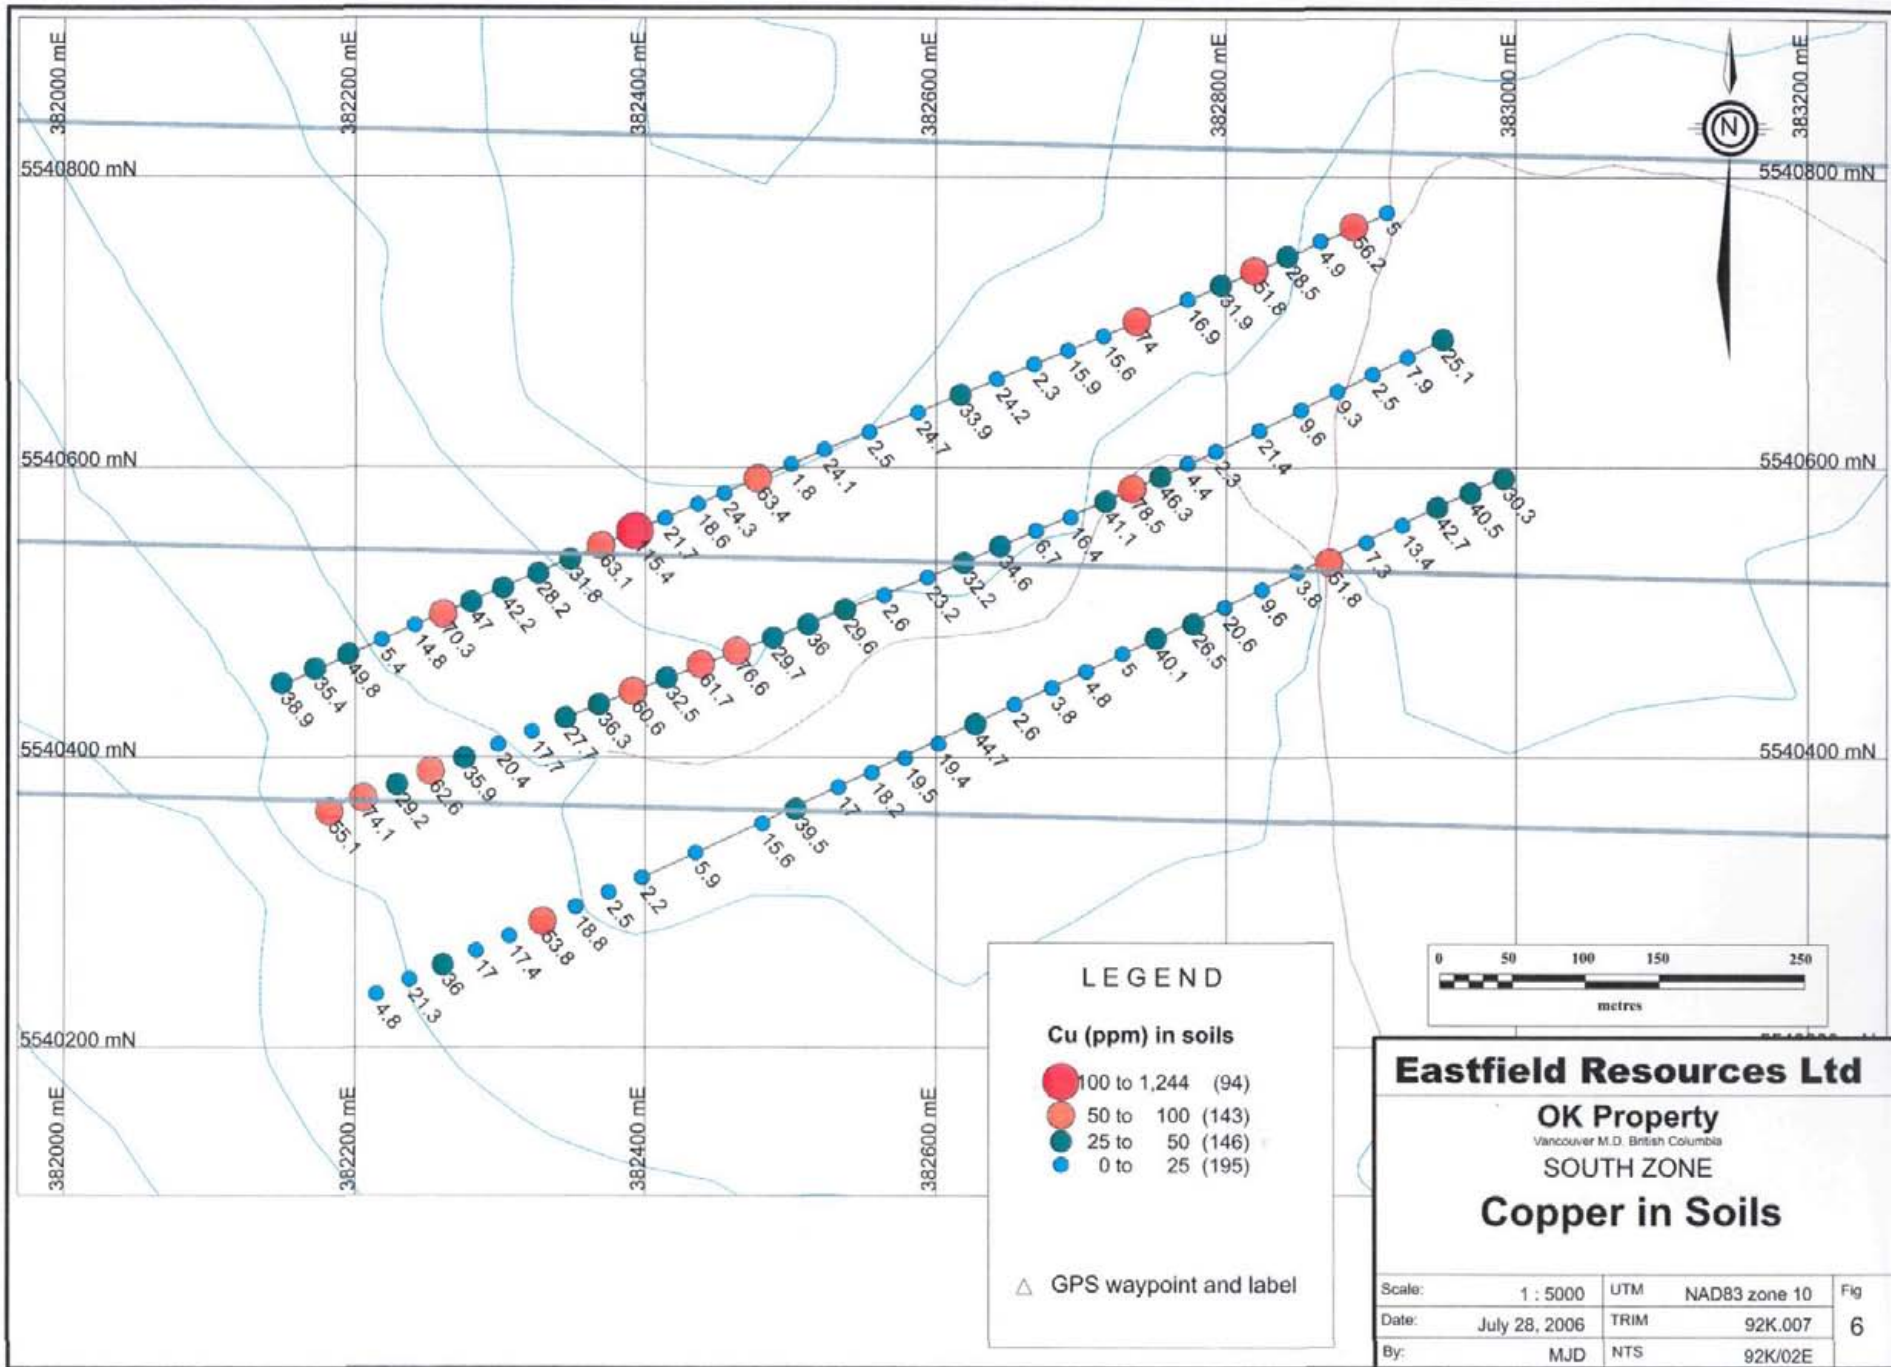 382000 mE
382200 mE
382400 mE
382600 mE
382800 mE
383000 mE
383200 mE
N
5540800 mN
5540800 mN
5540600 mN
5540600 mN
5540400 mN
5540400 mN
5540200 mN
38.9
35.4
49.8
5.4
14.8
70.3
47
42.2
28.2
31.8
63.1
115.4
21.7
18.6
24.3
63.4
1.8
24.1
2.5
24.7
33.9
24.2
2.3
15.9
15.6
74
16.9
31.9
51.8
28.5
4.9
56.2
5
55.1
74.1
29.2
62.6
35.9
20.4
17.7
27.7
36.3
60.6
32.5
61.7
76.6
29.7
36
29.6
2.6
23.2
32.2
34.6
6.7
16.4
41.1
78.5
46.3
4.4
2.3
21.4
9.6
9.3
2.5
7.9
25.1
4.8
21.3
36
17
17.4
53.8
18.8
2.5
2.2
5.9
15.6
39.5
17
18.2
19.5
19.4
44.7
2.6
3.8
4.8
5
40.1
26.5
20.6
9.6
3.8
51.8
7.3
13.4
42.7
40.5
30.3
382000 mE
382200 mE
382400 mE
382600 mE
LEGEND
Cu (ppm) in soils
100 to 1,244 (94)
50 to 100 (143)
25 to 50 (146)
0 to 25 (195)
GPS waypoint and label
0 50 100 150 250
metres
Eastfield Resources Ltd
OK Property
Vancouver M.D. British Columbia
SOUTH ZONE
Copper in Soils
Scale: 1 : 5000 UTM NAD83 zone 10 Fig
Date: July 28, 2006 TRIM 92K.007 6
By: MJD NTS 92K/02E